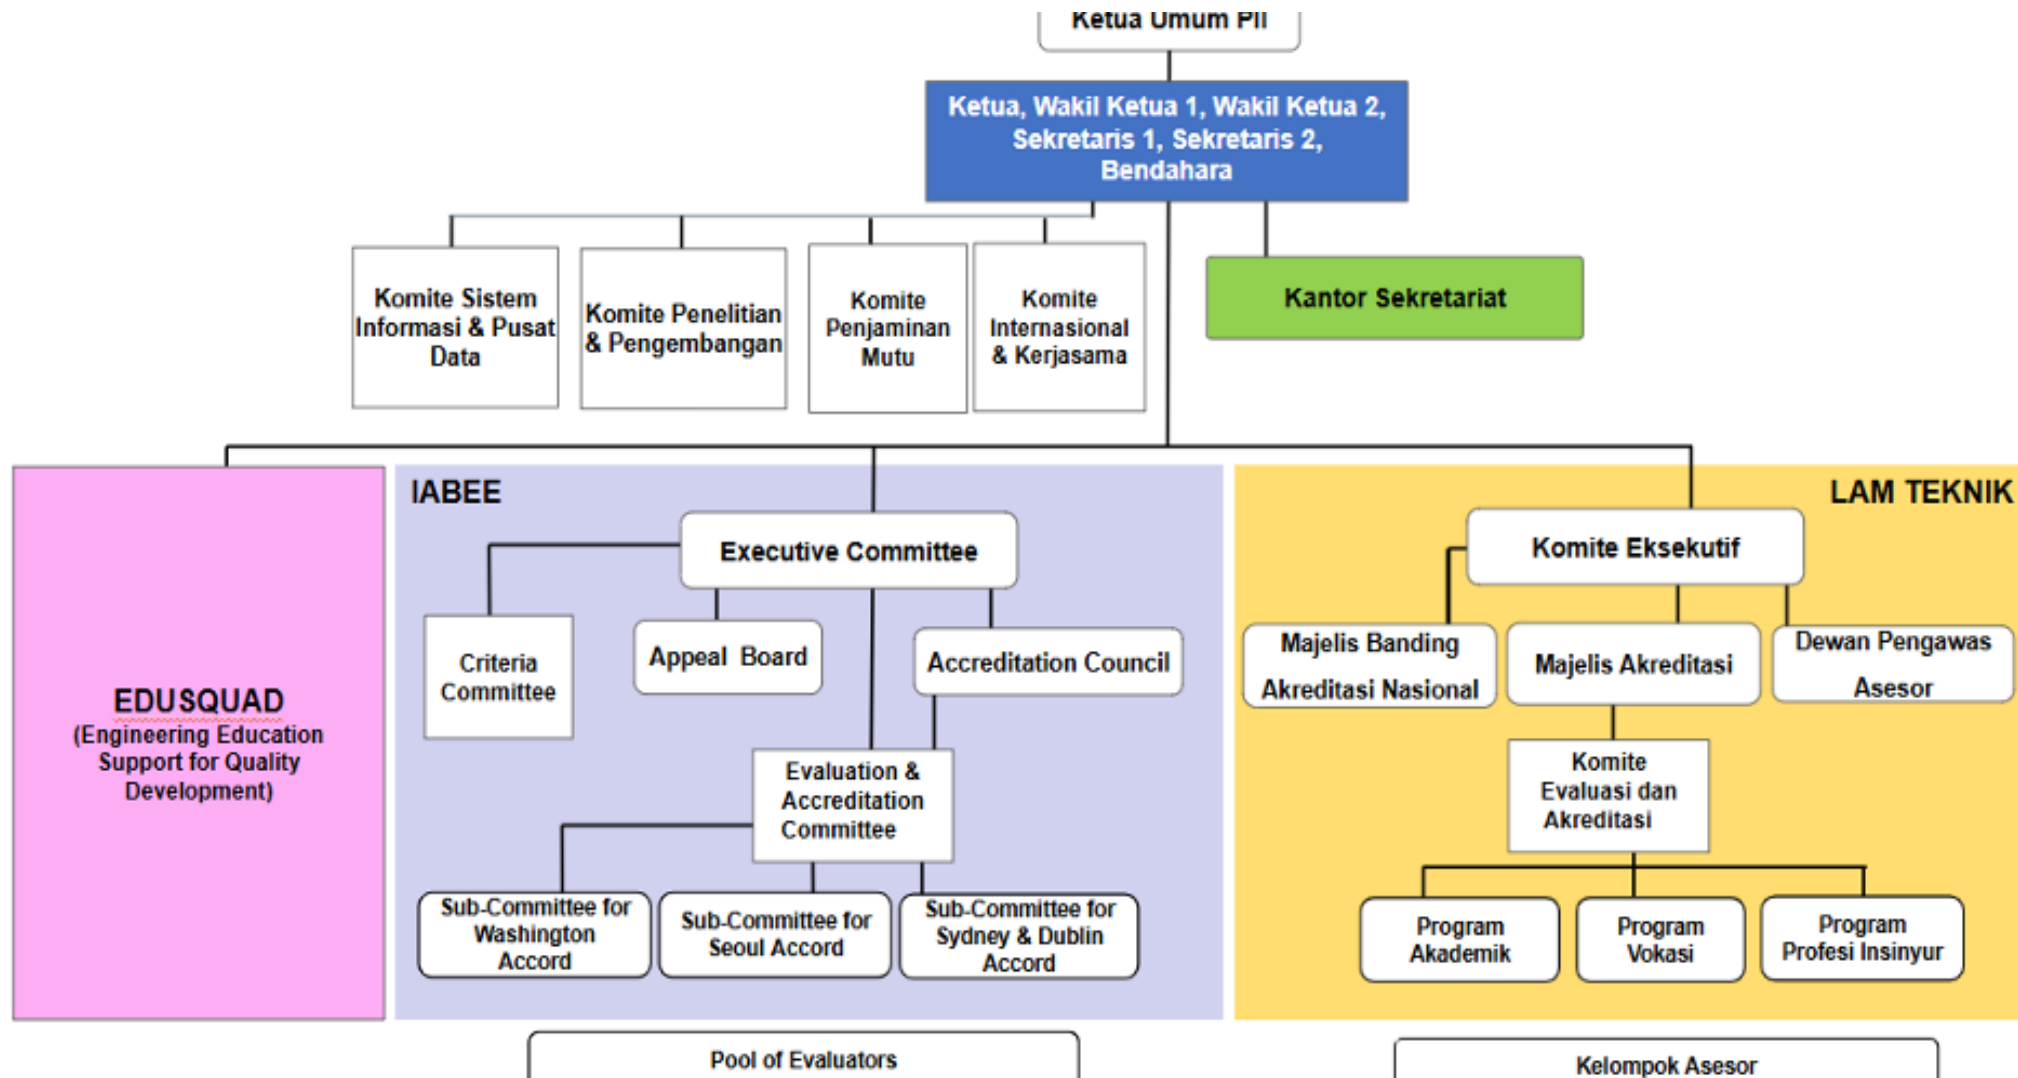 Ketua Umum PII
Ketua, Wakil Ketua 1, Wakil Ketua 2,
Sekretaris 1, Sekretaris 2,
Bendahara
Komite Sistem
Informasi & Pusat
Data
Komite Penelitian
& Pengembangan
Komite
Penjaminan
Mutu
Komite
Internasional
& Kerjasama
Kantor Sekretariat
EDUSQUAD
(Engineering Education
Support for Quality
Development)
IABEE
Executive Committee
Criteria
Committee
Appeal Board
Accreditation Council
Evaluation &
Accreditation
Committee
Sub-Committee for
Washington
Accord
Sub-Committee for
Seoul Accord
Sub-Committee for
Sydney & Dublin
Accord
Pool of Evaluators
LAM TEKNIK
Komite Eksekutif
Majelis Banding
Akreditasi Nasional
Majelis Akreditasi
Dewan Pengawas
Asesor
Komite
Evaluasi dan
Akreditasi
Program
Akademik
Program
Vokasi
Program
Profesi Insinyur
Kelompok Asesor